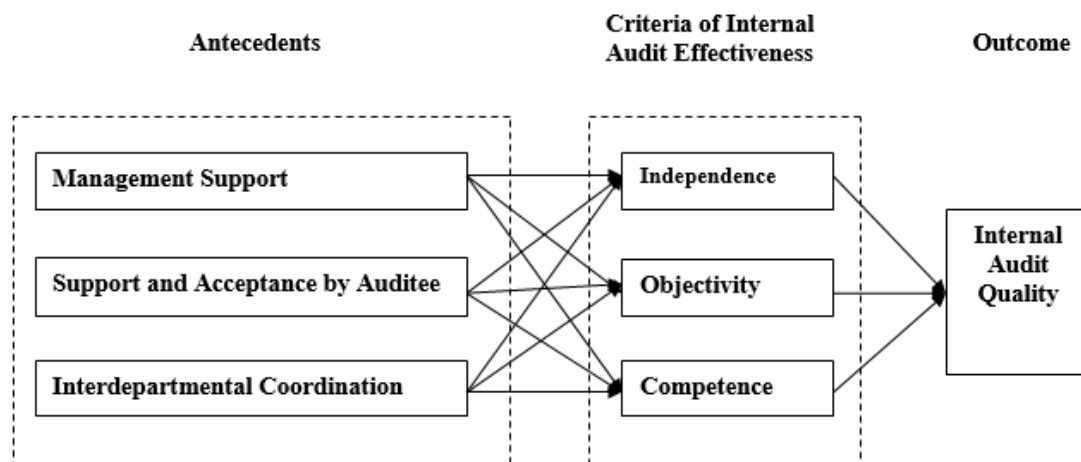 Antecedents
Criteria of Internal
Audit Effectiveness
Outcome
Management Support
Support and Acceptance by Auditee
Interdepartmental Coordination
Independence
Objectivity
Competence
Internal
Audit
Quality